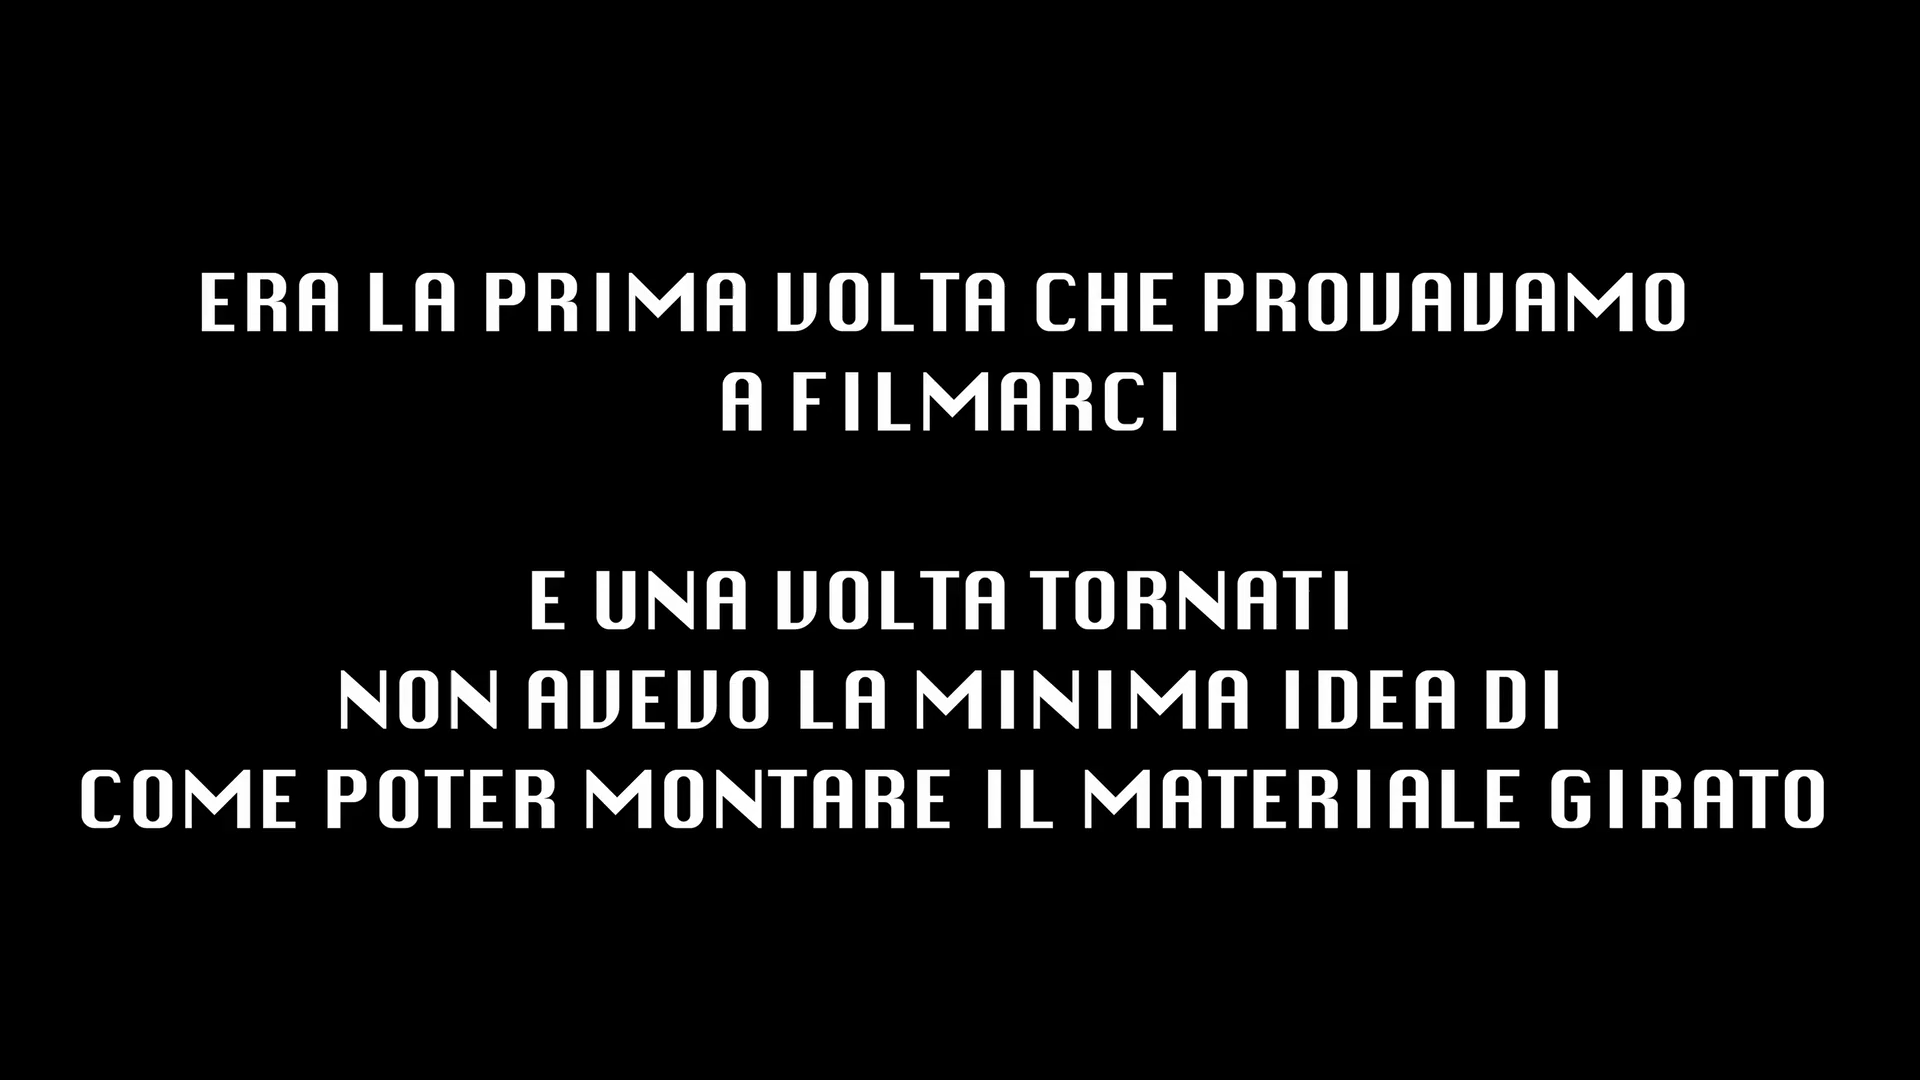 ERA LA PRIMA VOLTA CHE PROVAVAMO
A FILMARCI
E UNA VOLTA TORNATI
NON AVEVO LA MINIMA IDEA DI
COME POTER MONTARE IL MATERIALE GIRATO